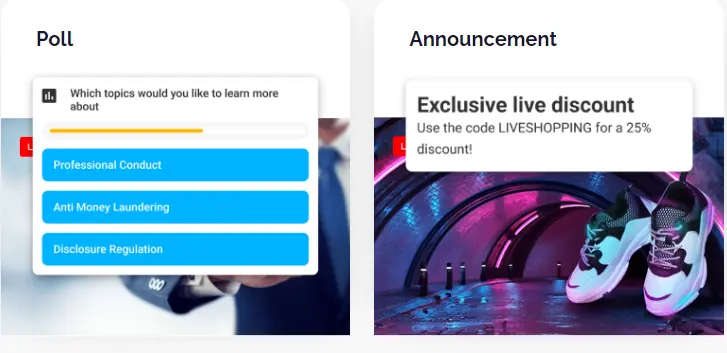 Poll
Which topics would you like to learn more
about
Professional Conduct
Anti Money Laundering
Disclosure Regulation
Announcement
Exclusive live discount
Use the code LIVESHOPPING for a 25%
discount!